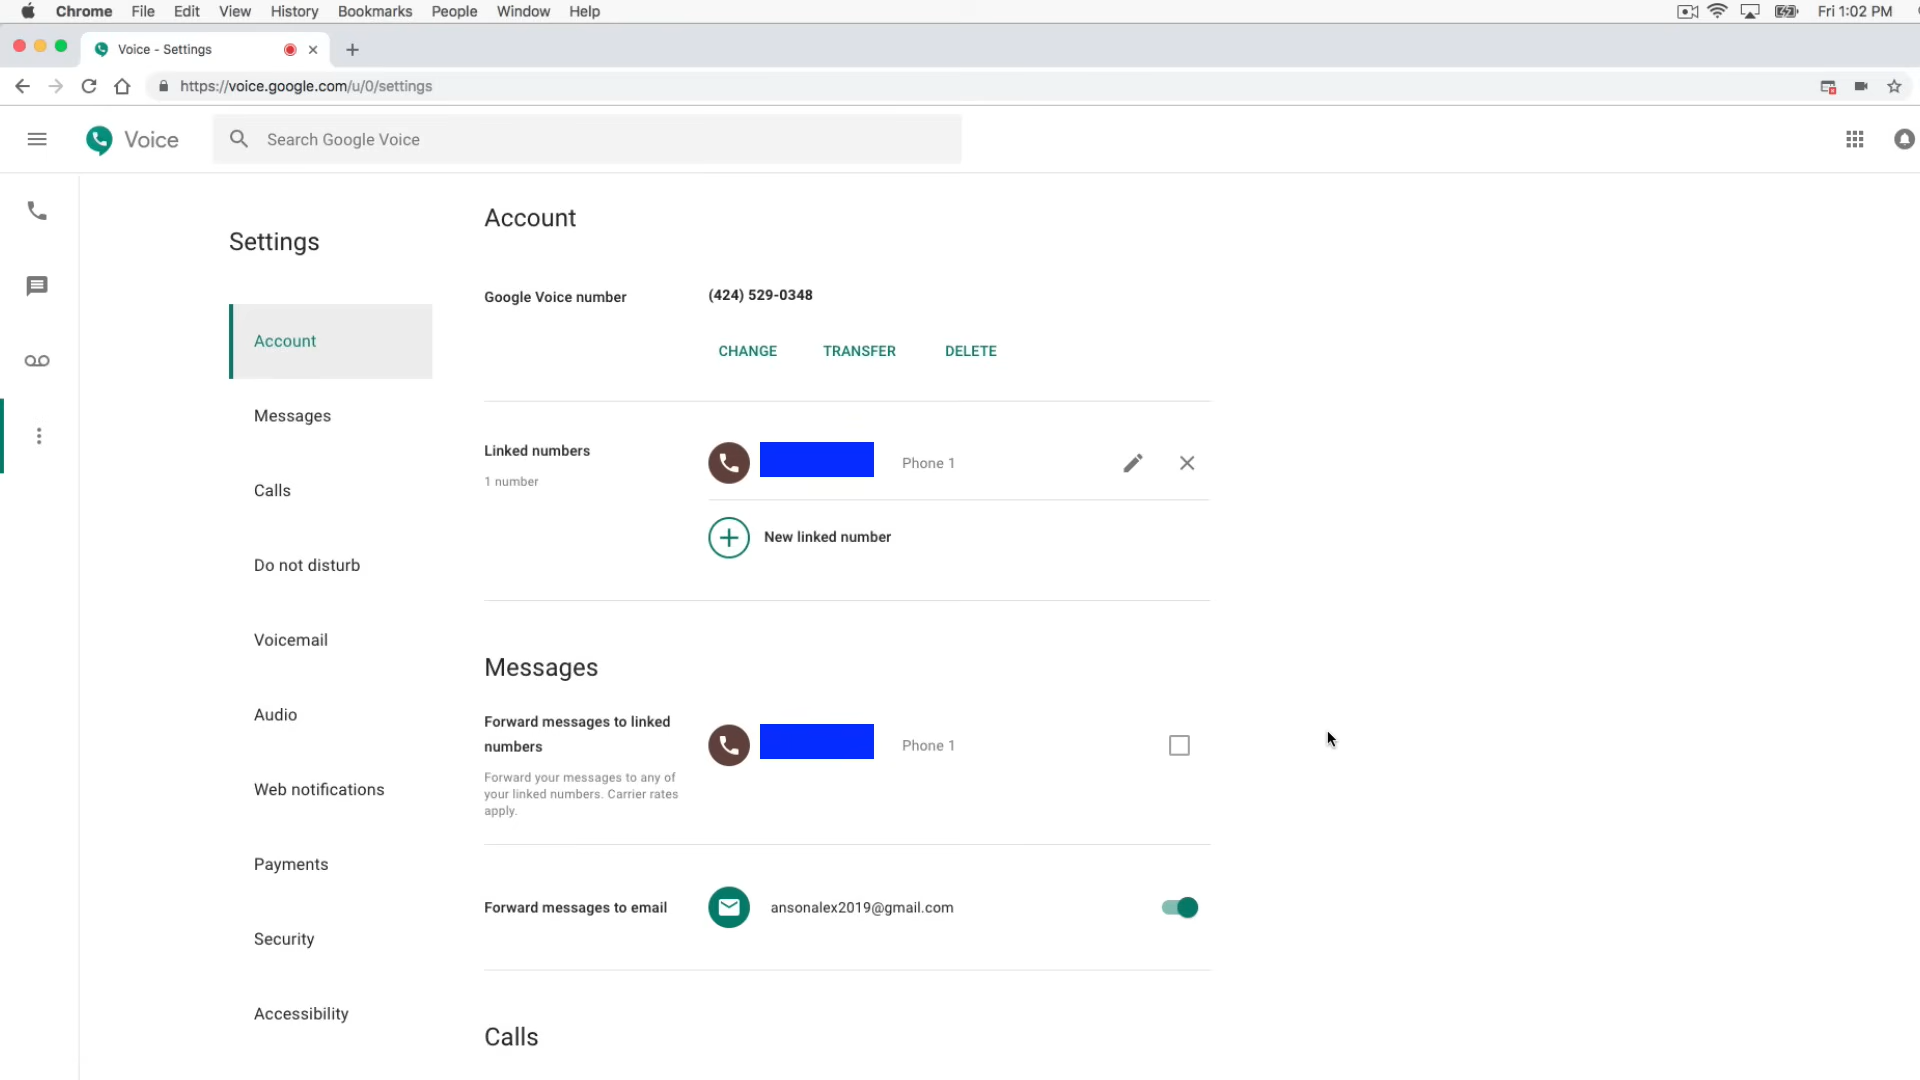 Chrome File Edit View History Bookmarks People Window Help Fri 1:02 PM
Voice - Settings
https://voice.google.com/u/0/settings
Voice
Search Google Voice
Settings
Account
Messages
Calls
Do not disturb
Voicemail
Audio
Web notifications
Payments
Security
Accessibility
Account
Google Voice number
(424) 529-0348
CHANGE TRANSFER DELETE
Linked numbers
1 number
Phone 1
New linked number
Messages
Forward messages to linked
numbers
Forward your messages to any of
your linked numbers. Carrier rates
apply.
Phone 1
Forward messages to email
ansonalex2019@gmail.com
Calls